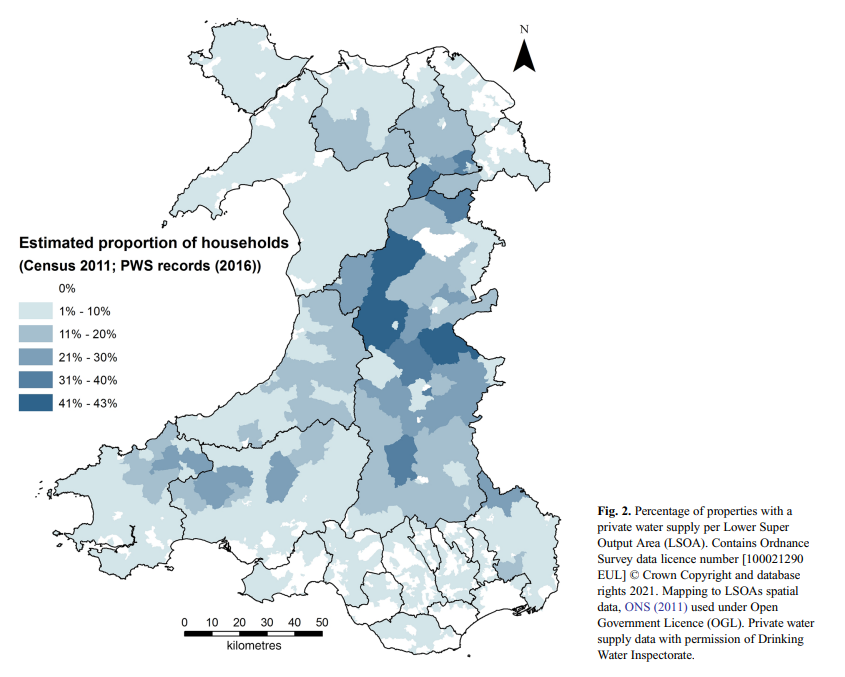 N
Estimated proportion of households
(Census 2011; PWS records (2016))
0%
1% - 10%
11% - 20%
21% - 30%
31% - 40%
41% - 43%
0 10 20 30 40 50
kilometres
Fig. 2. Percentage of properties with a
private water supply per Lower Super
Output Area (LSOA). Contains Ordnance
Survey data licence number [100021290
EUL] © Crown Copyright and database
rights 2021. Mapping to LSOAs spatial
data, ONS (2011) used under Open
Government Licence (OGL). Private water
supply data with permission of Drinking
Water Inspectorate.